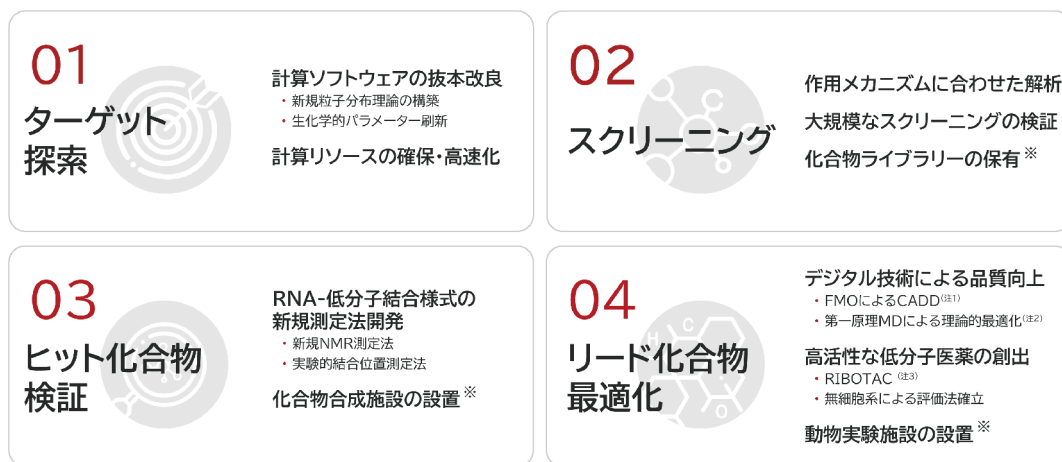 01
ターゲット
探索
計算ソフトウェアの抜本改良
・新規粒子分布理論の構築
・生化学的パラメーター刷新
計算リソースの確保・高速化
02
スクリーニング
作用メカニズムに合わせた解析
大規模なスクリーニングの検証
化合物ライブラリーの保有※
03
ヒット化合物
検証
RNA-低分子結合様式の
新規測定法開発
・新規NMR測定法
・実験的結合位置測定法
化合物合成施設の設置※
04
リード化合物
最適化
デジタル技術による品質向上
・FMOによるCADD(注1)
・第一原理MDによる理論的最適化(注2)
高活性な低分子医薬の創出
・RIBOTAC (注3)
・無細胞系による評価法確立
動物実験施設の設置※